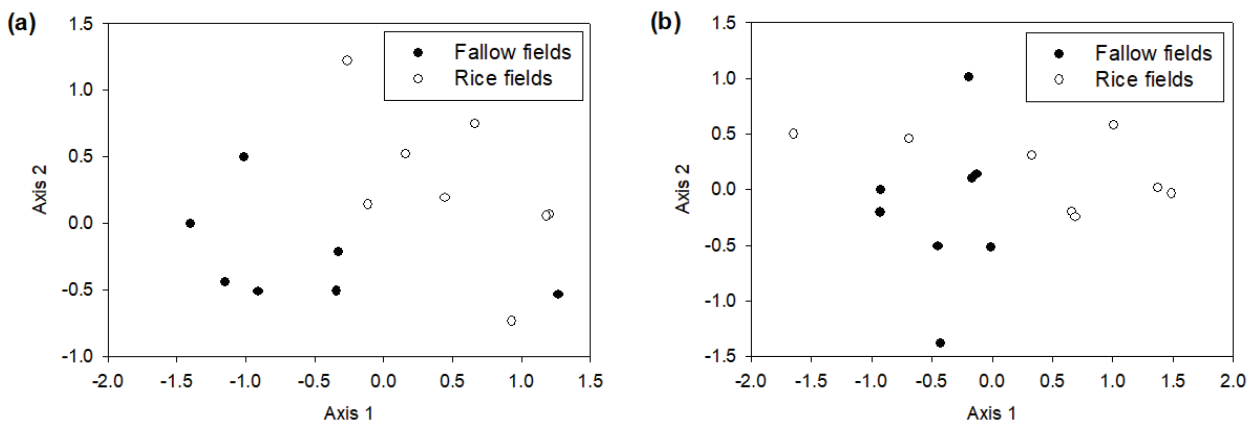 (a)
1.5
1.0
0.5
0.0
-0.5
-1.0
Axis 2
Fallow fields
Rice fields
-2.0 -1.5 -1.0 -0.5 0.0 0.5 1.0 1.5
Axis 1
(b)
1.5
1.0
0.5
0.0
-0.5
-1.0
-1.5
Axis 2
Fallow fields
Rice fields
-2.0 -1.5 -1.0 -0.5 0.0 0.5 1.0 1.5 2.0
Axis 1